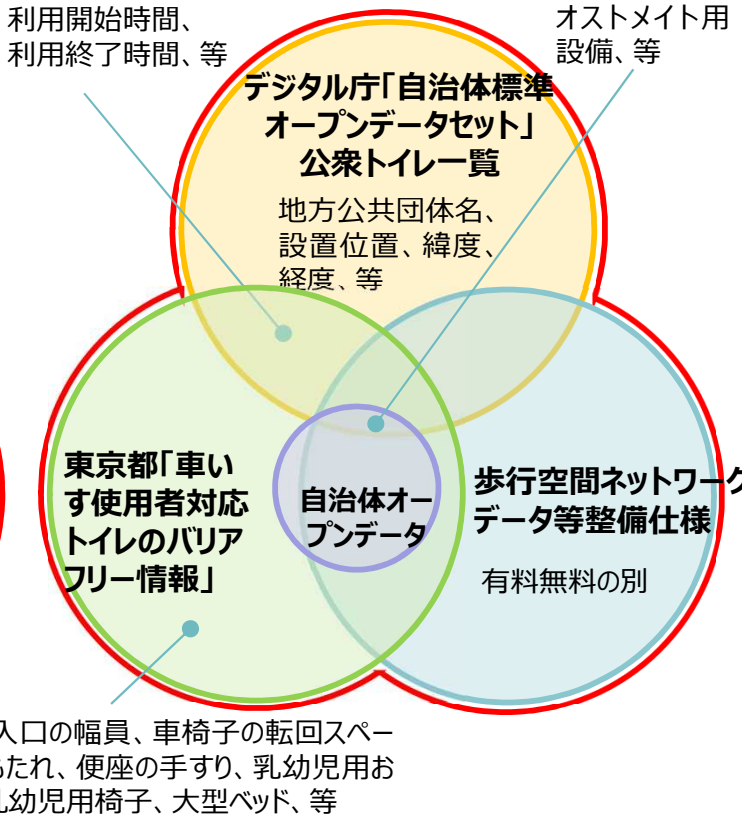 利用開始時間、
利用終了時間、等
オストメイト用
設備、等
デジタル庁「自治体標準
オープンデータセット」
公衆トイレ一覧
地方公共団体名、
設置位置、緯度、
経度、等
東京都「車い
す使用者対応
トイレのバリア
フリー情報」
自治体オー
プンデータ
歩行空間ネットワーク
データ等整備仕様
有料無料の別
入口の幅員、車椅子の転回スペー
たれ、便座の手すり、乳幼児用お
乳幼児用椅子、大型ベッド、等